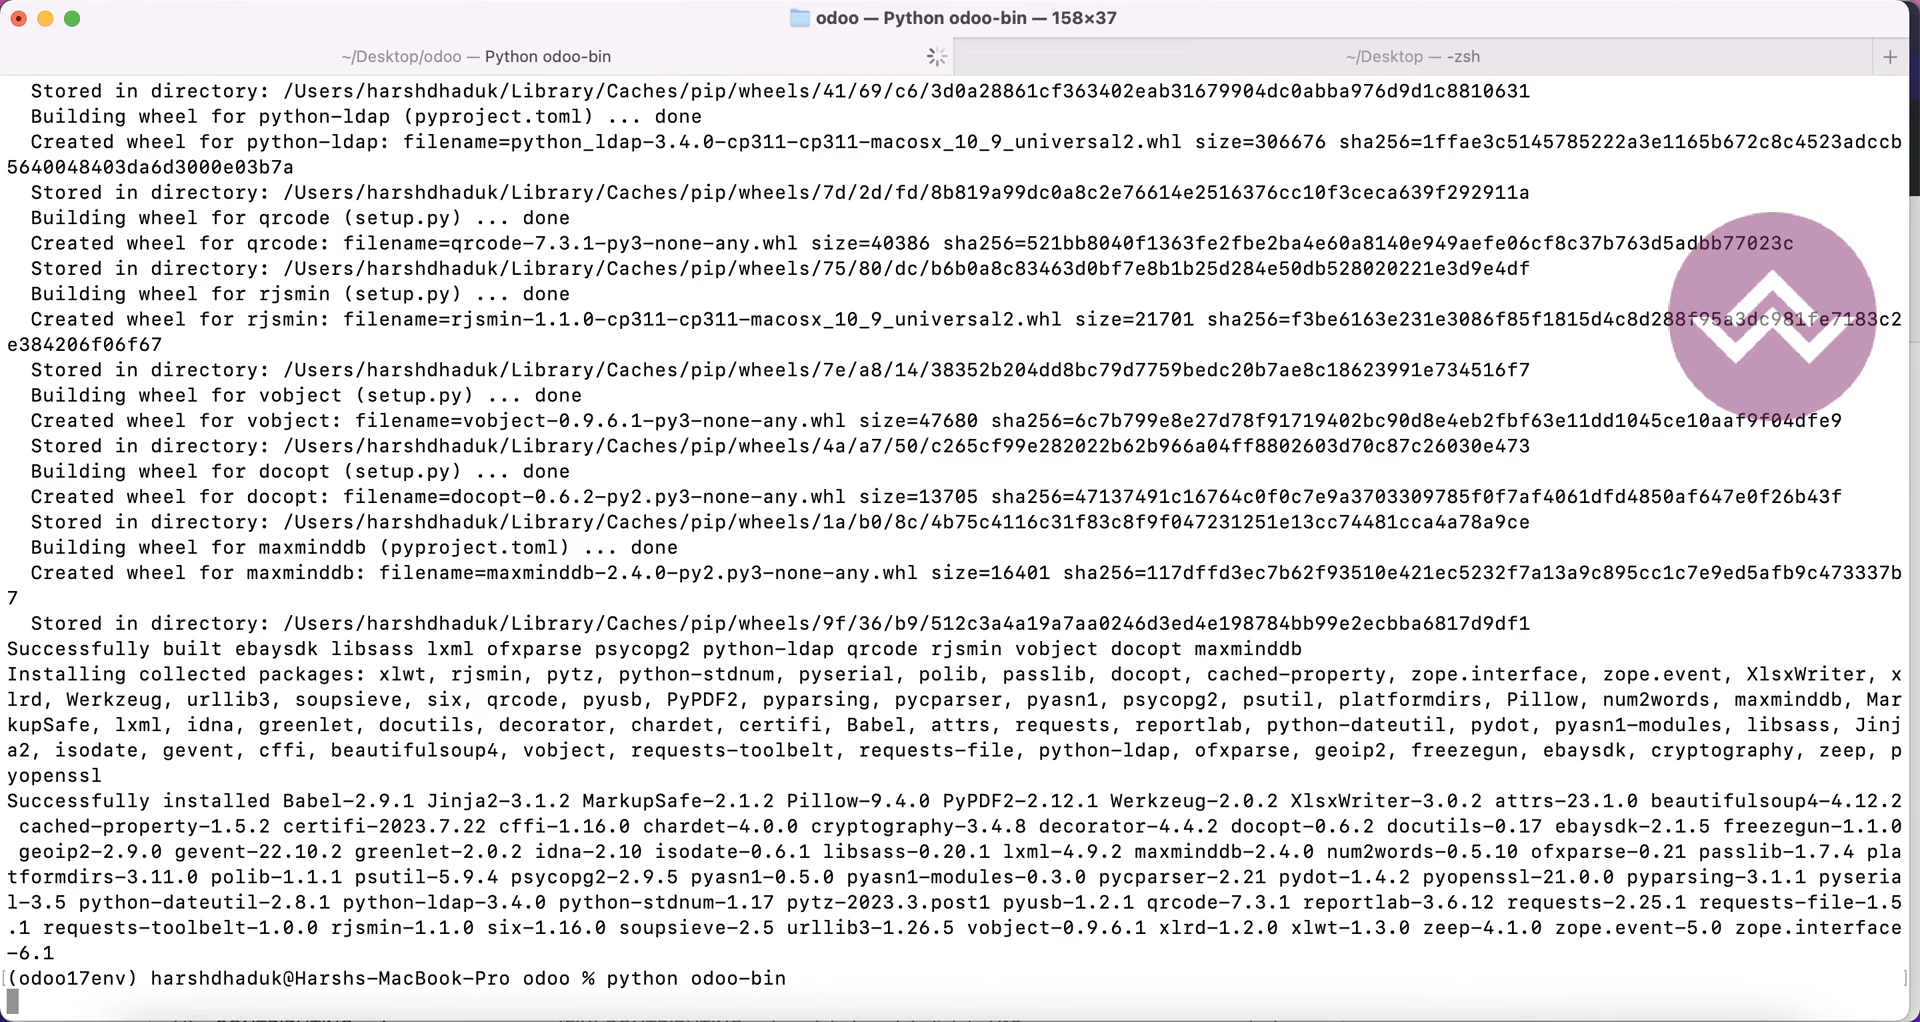 odoo — Python odoo-bin — 158×37
~/Desktop/odoo — Python odoo-bin
~/Desktop — -zsh
+
Stored in directory: /Users/harshdhaduk/Library/Caches/pip/wheels/41/69/c6/3d0a28861cf363402eab31679904dc0abba976d9d1c8810631
Building wheel for python-ldap (pyproject.toml) ... done
Created wheel for python-ldap: filename=python_ldap-3.4.0-cp311-cp311-macosx_10_9_universal2.whl size=306676 sha256=1ffae3c5145785222a3e1165b672c8c4523adccb
5640048403da6d3000e03b7a
Stored in directory: /Users/harshdhaduk/Library/Caches/pip/wheels/7d/2d/fd/8b819a99dc0a8c2e76614e2516376cc10f3ceca639f292911a
Building wheel for qrcode (setup.py) ... done
Created wheel for qrcode: filename=qrcode-7.3.1-py3-none-any.whl size=40386 sha256=521bb8040f1363fe2fbe2ba4e60a8140e949aefe06cf8c37b763d5adbb77023c
Stored in directory: /Users/harshdhaduk/Library/Caches/pip/wheels/75/80/dc/b6b0a8c83463d0bf7e8b1b25d284e50db528020221e3d9e4df
Building wheel for rjsmin (setup.py) ... done
Created wheel for rjsmin: filename=rjsmin-1.1.0-cp311-cp311-macosx_10_9_universal2.whl size=21701 sha256=f3be6163e231e3086f85f1815d4c8d288f95a3dc981fe7183c2
e384206f06f67
Stored in directory: /Users/harshdhaduk/Library/Caches/pip/wheels/7e/a8/14/38352b204dd8bc79d7759bedc20b7ae8c18623991e734516f7
Building wheel for vobject (setup.py) ... done
Created wheel for vobject: filename=vobject-0.9.6.1-py3-none-any.whl size=47680 sha256=6c7b799e8e27d78f91719402bc90d8e4eb2fbf63e11dd1045ce10aaf9f04dfe9
Stored in directory: /Users/harshdhaduk/Library/Caches/pip/wheels/4a/a7/50/c265cf99e282022b62b966a04ff8802603d70c87c26030e473
Building wheel for docopt (setup.py) ... done
Created wheel for docopt: filename=docopt-0.6.2-py2.py3-none-any.whl size=13705 sha256=47137491c16764c0f0c7e9a3703309785f0f7af4061dfd4850af647e0f26b43f
Stored in directory: /Users/harshdhaduk/Library/Caches/pip/wheels/1a/b0/8c/4b75c4116c31f83c8f9f047231251e13cc74481cca4a78a9ce
Building wheel for maxminddb (pyproject.toml) ... done
Created wheel for maxminddb: filename=maxminddb-2.4.0-py2.py3-none-any.whl size=16401 sha256=117dffd3ec7b62f93510e421ec5232f7a13a9c895cc1c7e9ed5afb9c473337b
7
Stored in directory: /Users/harshdhaduk/Library/Caches/pip/wheels/9f/36/b9/512c3a4a19a7aa0246d3ed4e198784bb99e2ecbba6817d9df1
Successfully built ebaysdk libsass lxml ofxparse psycopg2 python-ldap qrcode rjsmin vobject docopt maxminddb
Installing collected packages: xlwt, rjsmin, pytz, python-stdnum, pyserial, polib, passlib, docopt, cached-property, zope.interface, zope.event, XlsxWriter, x
lrd, Werkzeug, urllib3, soupsieve, six, qrcode, pyusb, PyPDF2, pyparsing, pycparser, pyasn1, psycopg2, psutil, platformdirs, Pillow, num2words, maxminddb, Mar
kupSafe, lxml, idna, greenlet, docutils, decorator, chardet, certifi, Babel, attrs, requests, reportlab, python-dateutil, pydot, pyasn1-modules, libsass, Jinj
a2, isodate, gevent, cffi, beautifulsoup4, vobject, requests-toolbelt, requests-file, python-ldap, ofxparse, geoip2, freezegun, ebaysdk, cryptography, zeep, p
yopenssl
Successfully installed Babel-2.9.1 Jinja2-3.1.2 MarkupSafe-2.1.2 Pillow-9.4.0 PyPDF2-2.12.1 Werkzeug-2.0.2 XlsxWriter-3.0.2 attrs-23.1.0 beautifulsoup4-4.12.2
cached-property-1.5.2 certifi-2023.7.22 cffi-1.16.0 chardet-4.0.0 cryptography-3.4.8 decorator-4.4.2 docopt-0.6.2 docutils-0.17 ebaysdk-2.1.5 freezegun-1.1.0
geoip2-2.9.0 gevent-22.10.2 greenlet-2.0.2 idna-2.10 isodate-0.6.1 libsass-0.20.1 lxml-4.9.2 maxminddb-2.4.0 num2words-0.5.10 ofxparse-0.21 passlib-1.7.4 pla
tformdirs-3.11.0 polib-1.1.1 psutil-5.9.4 psycopg2-2.9.5 pyasn1-0.5.0 pyasn1-modules-0.3.0 pycparser-2.21 pydot-1.4.2 pyopenssl-21.0.0 pyparsing-3.1.1 pyseria
l-3.5 python-dateutil-2.8.1 python-ldap-3.4.0 python-stdnum-1.17 pytz-2023.3.post1 pyusb-1.2.1 qrcode-7.3.1 reportlab-3.6.12 requests-2.25.1 requests-file-1.5
.1 requests-toolbelt-1.0.0 rjsmin-1.1.0 six-1.16.0 soupsieve-2.5 urllib3-1.26.5 vobject-0.9.6.1 xlrd-1.2.0 xlwt-1.3.0 zeep-4.1.0 zope.event-5.0 zope.interface
-6.1
[(odoo17env) harshdhaduk@Harshs-MacBook-Pro odoo % python odoo-bin ]